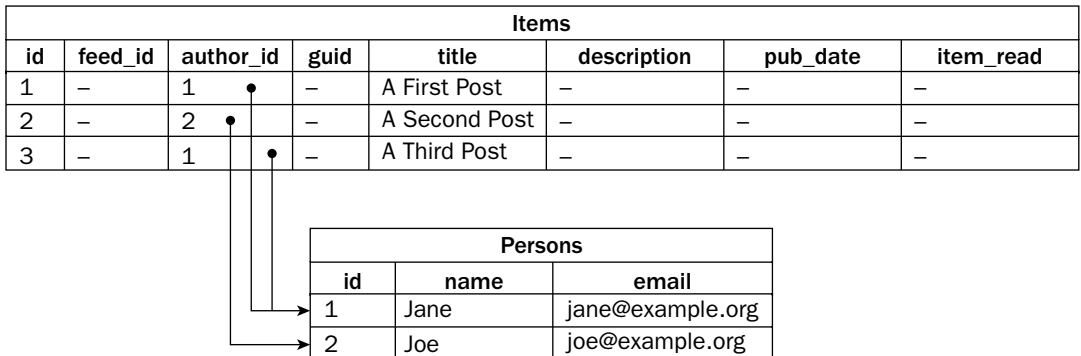 Items
id feed_id author_id guid title description pub_date item_read
1 – 1 – A First Post – – –
2 – 2 – A Second Post – – –
3 – 1 – A Third Post – – –
Persons
id name email
1 Jane jane@example.org
2 Joe joe@example.org